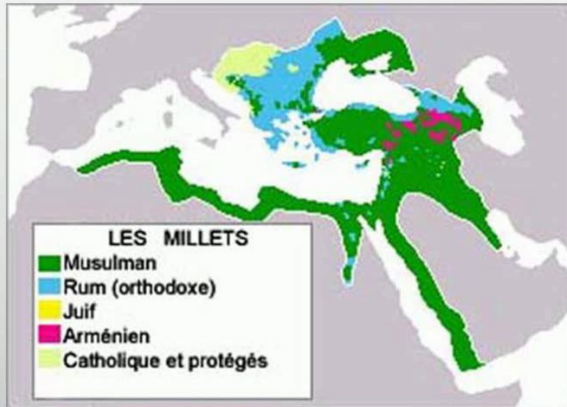 LES MILLETS
Musulman
Rum (orthodoxe)
Juif
Arménien
Catholique et protégés